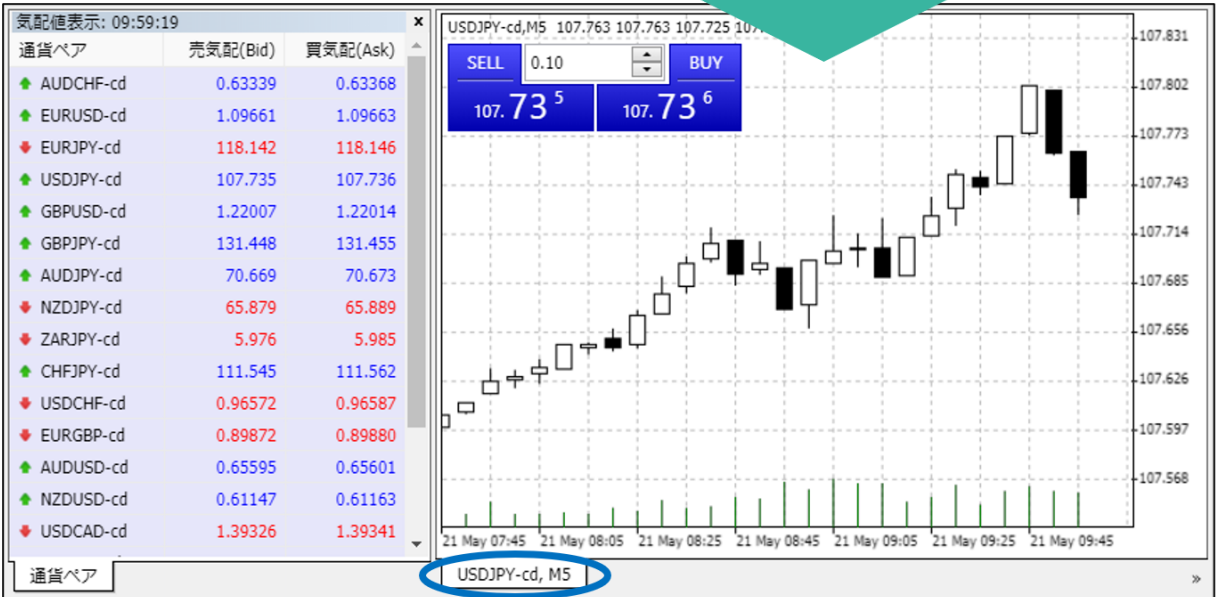 気配値表示: 09:59:19
x
通貨ペア 売気配(Bid) 買気配(Ask)
AUDCHF-cd 0.63339 0.63368
EURUSD-cd 1.09661 1.09663
EURJPY-cd 118.142 118.146
USDJPY-cd 107.735 107.736
GBPUSD-cd 1.22007 1.22014
GBPJPY-cd 131.448 131.455
AUDJPY-cd 70.669 70.673
NZDJPY-cd 65.879 65.889
ZARJPY-cd 5.976 5.985
CHFJPY-cd 111.545 111.562
USDCHF-cd 0.96572 0.96587
EURGBP-cd 0.89872 0.89880
AUDUSD-cd 0.65595 0.65601
NZDUSD-cd 0.61147 0.61163
USDCAD-cd 1.39326 1.39341
通貨ペア
USDJPY-cd,M5 107.763 107.763 107.725
SELL 0.10 BUY
107.73 5 107.73 6
107.831
107.802
107.773
107.743
107.714
107.685
107.656
107.626
107.597
107.568
21 May 07:45 21 May 08:05 21 May 08:25 21 May 08:45 21 May 09:05 21 May 09:25 21 May 09:45
USDJPY-cd, M5
»